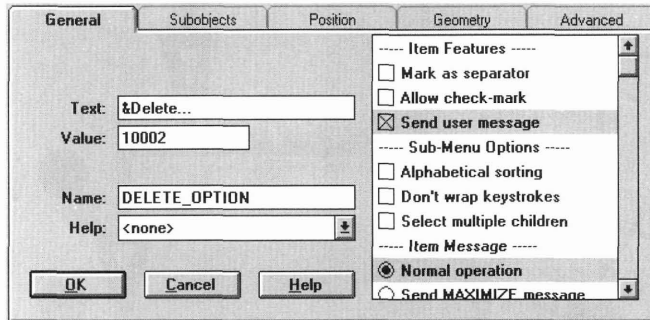 General Subobjects Position Geometry Advanced
Text: &Delete...
Value: 10002
Name: DELETE_OPTION
Help: <none>
OK Cancel Help
----- Item Features -----
Mark as separator
Allow check-mark
Send user message
----- Sub-Menu Options -----
Alphabetical sorting
Don't wrap keystrokes
Select multiple children
----- Item Message -----
Normal operation
Send MAXIMIZE message